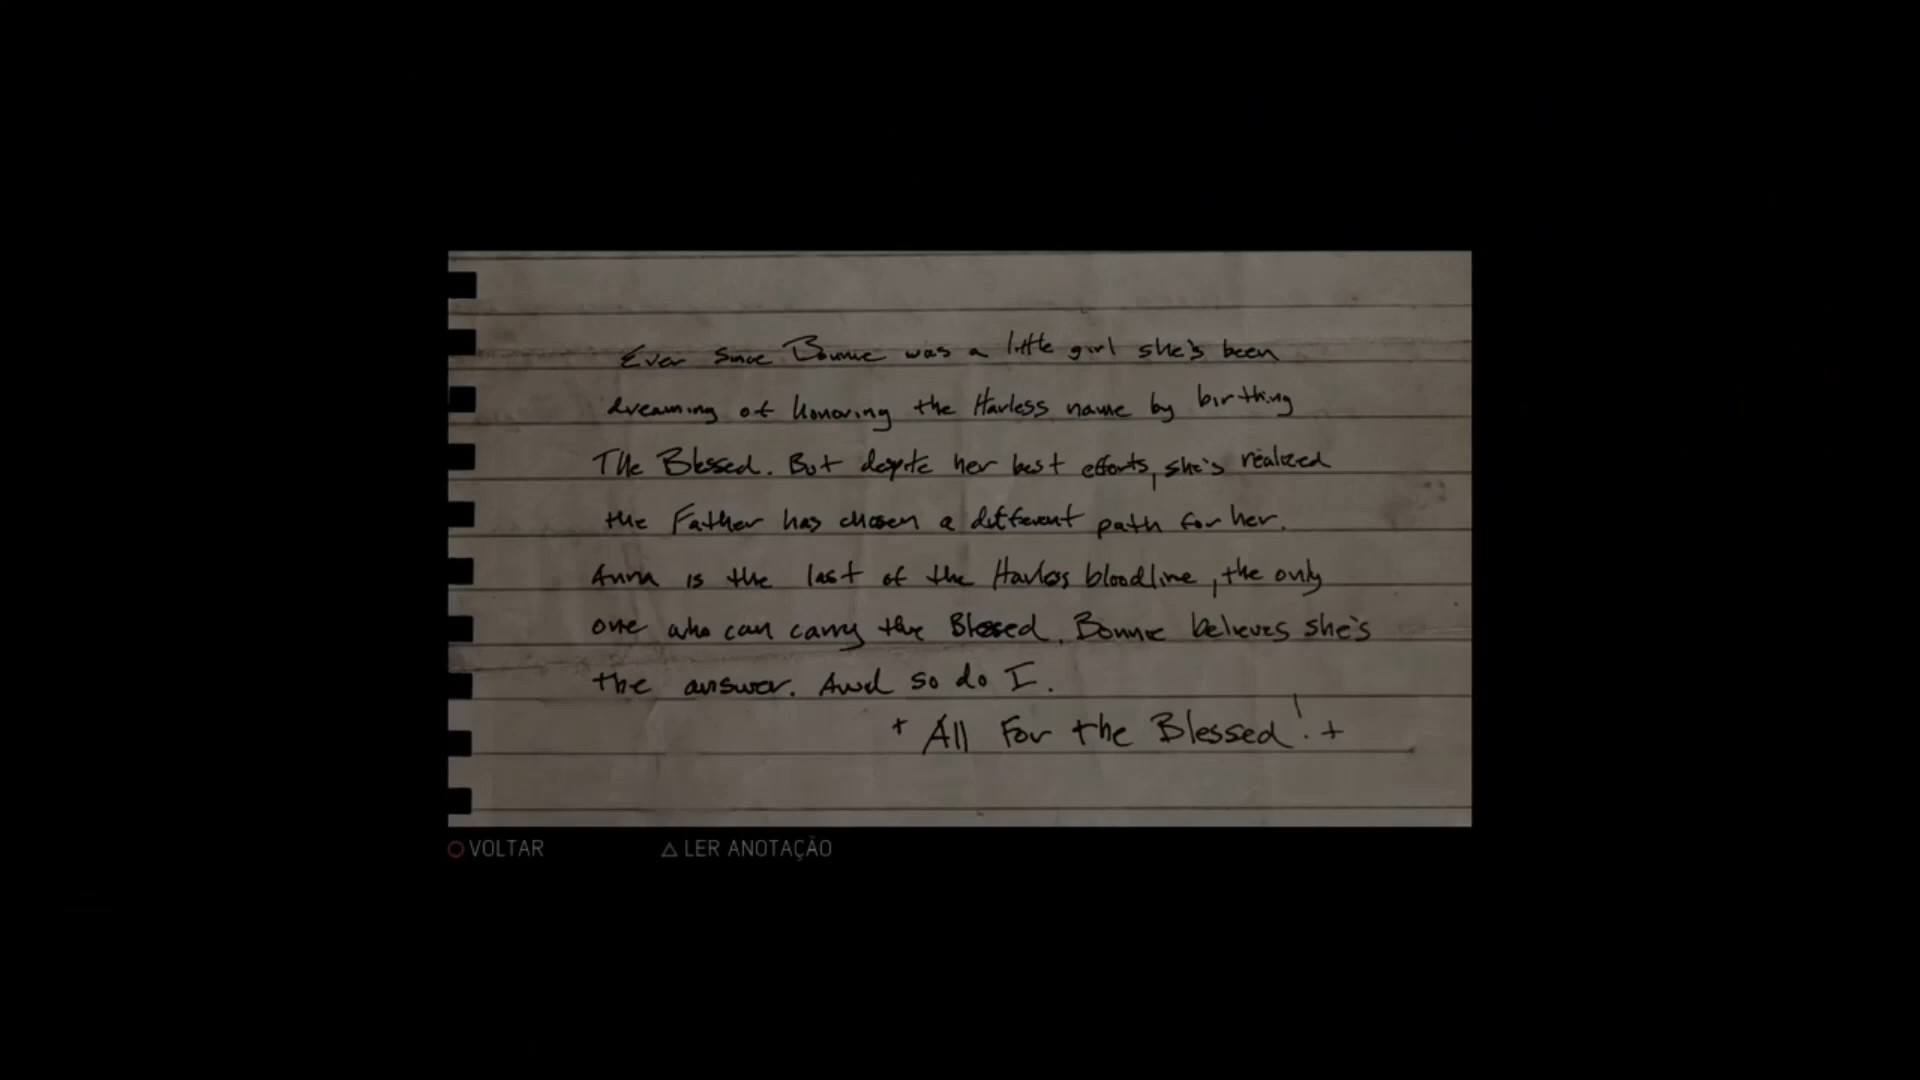 Ever since Bonnie was a little girl she's been
dreaming of honoring the Harless name by birthing
The Blessed. But despite her best efforts, she's realized
the Father has chosen a different path for her.
Anna is the last of the Harless bloodline, the only
one who can carry the Blessed. Bonnie believes she's
the answer. And so do I.
+ All For the Blessed! +
VOLTAR
LER ANOTAÇÃO